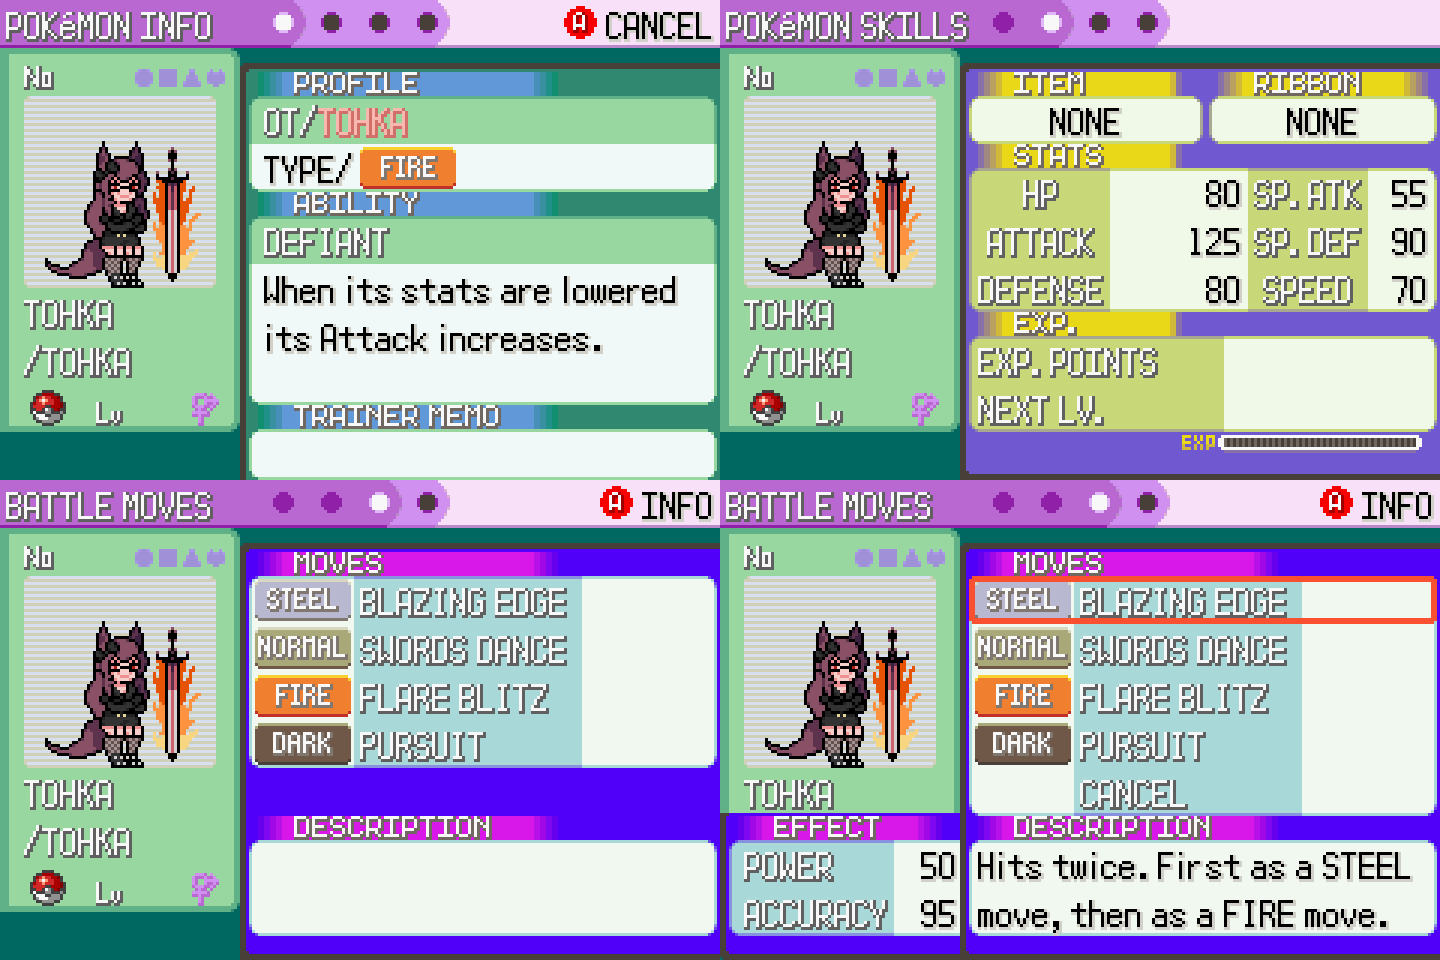 POKéMON INFO
A CANCEL
No
PROFILE
OT/TOHKA
TYPE/ FIRE
ABILITY
DEFIANT
When its stats are lowered
its Attack increases.
TOHKA
/TOHKA
Lv
TRAINER MEMO
POKéMON SKILLS
No
ITEM RIBBON
NONE NONE
STATS
HP 80 SP. ATK 55
ATTACK 125 SP. DEF 90
DEFENSE 80 SPEED 70
EXP.
EXP. POINTS
NEXT LV.
EXP
TOHKA
/TOHKA
Lv
BATTLE MOVES
A INFO
No
MOVES
STEEL BLAZING EDGE
NORMAL SWORDS DANCE
FIRE FLARE BLITZ
DARK PURSUIT
TOHKA
/TOHKA
Lv
DESCRIPTION
BATTLE MOVES
A INFO
No
MOVES
STEEL BLAZING EDGE
NORMAL SWORDS DANCE
FIRE FLARE BLITZ
DARK PURSUIT
CANCEL
TOHKA
EFFECT
POWER 50
ACCURACY 95
DESCRIPTION
Hits twice. First as a STEEL
move, then as a FIRE move.